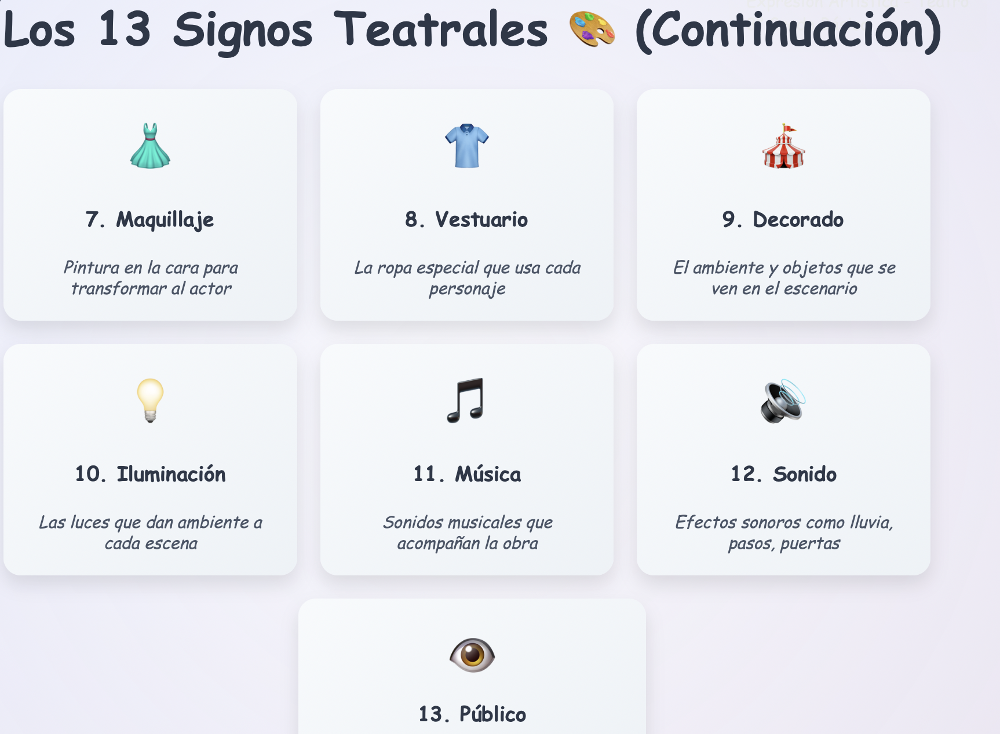 Expresión Artística - Teatro
Los 13 Signos Teatrales (Continuación)
7. Maquillaje
Pintura en la cara para
transformar al actor
8. Vestuario
La ropa especial que usa cada
personaje
9. Decorado
El ambiente y objetos que se
ven en el escenario
10. Iluminación
Las luces que dan ambiente a
cada escena
11. Música
Sonidos musicales que
acompañan la obra
12. Sonido
Efectos sonoros como lluvia,
pasos, puertas
13. Público